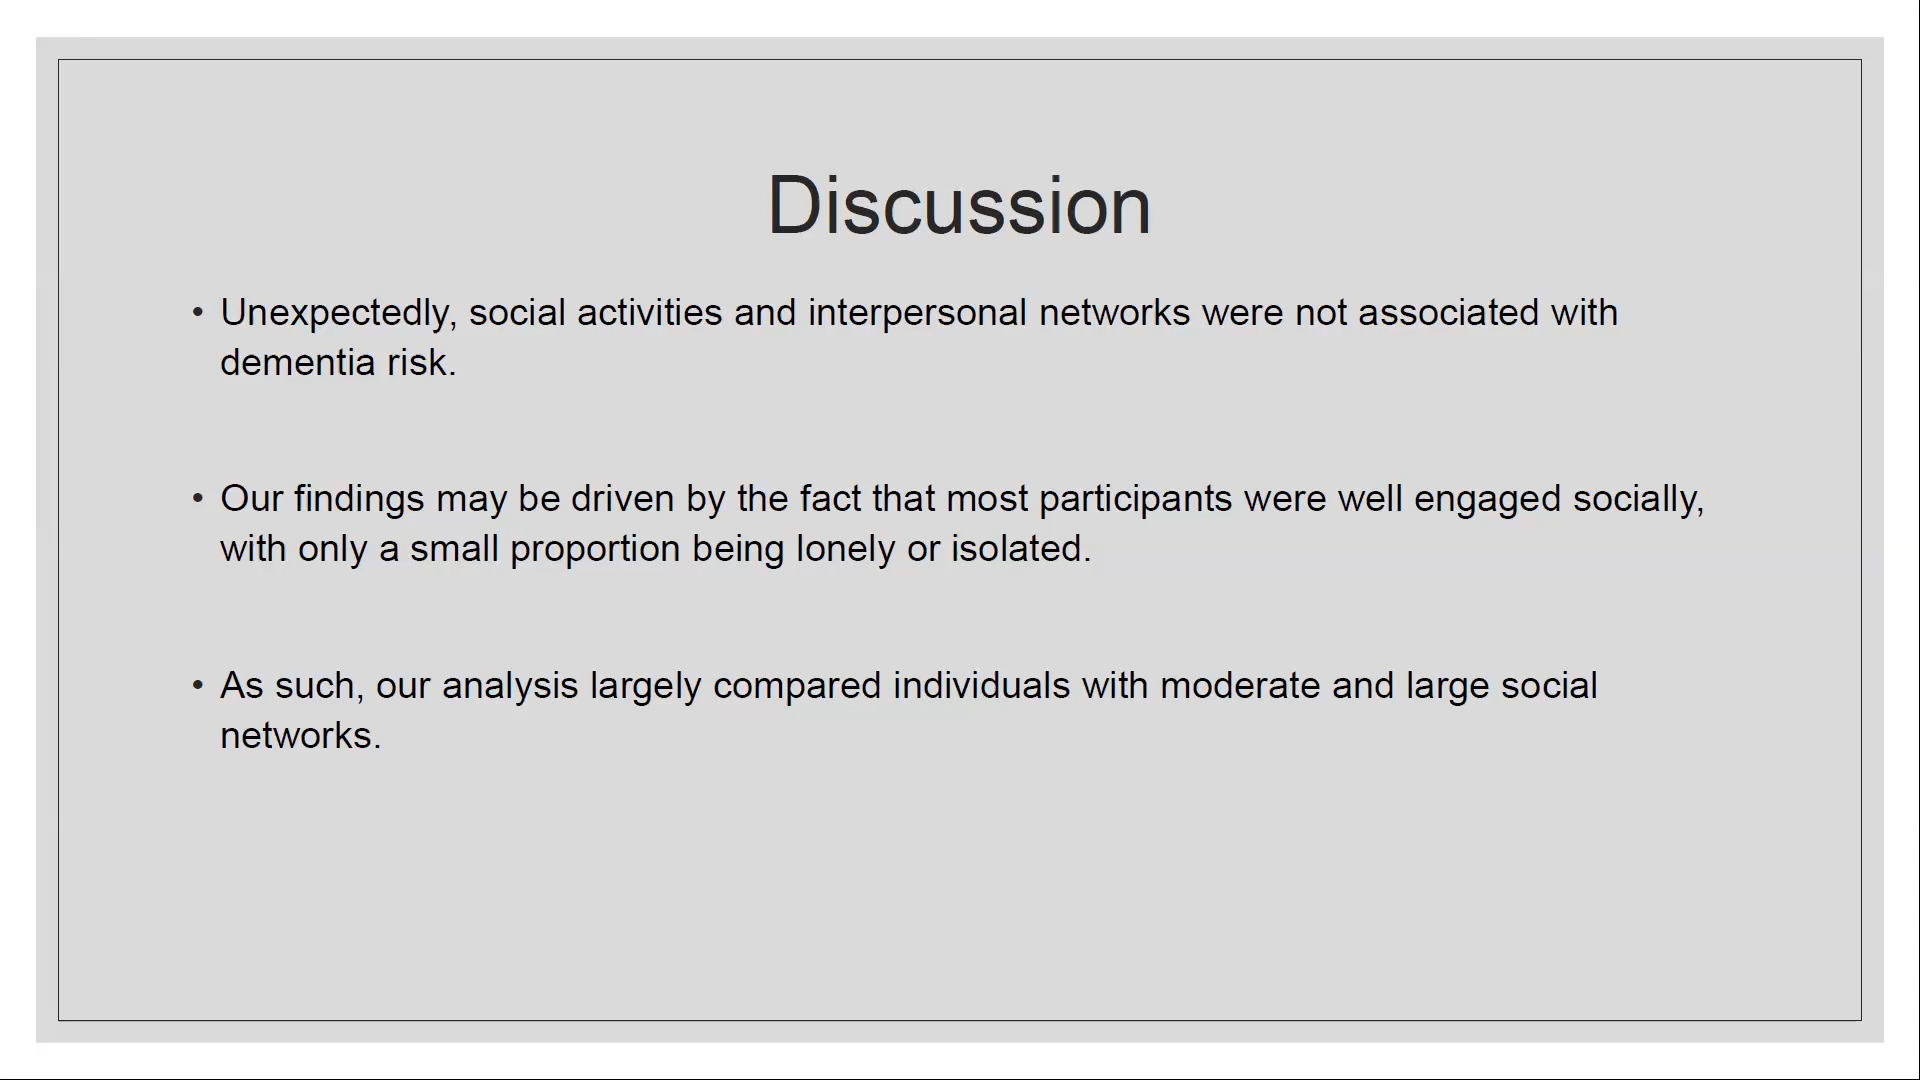 Discussion
• Unexpectedly, social activities and interpersonal networks were not associated with
dementia risk.
• Our findings may be driven by the fact that most participants were well engaged socially,
with only a small proportion being lonely or isolated.
• As such, our analysis largely compared individuals with moderate and large social
networks.